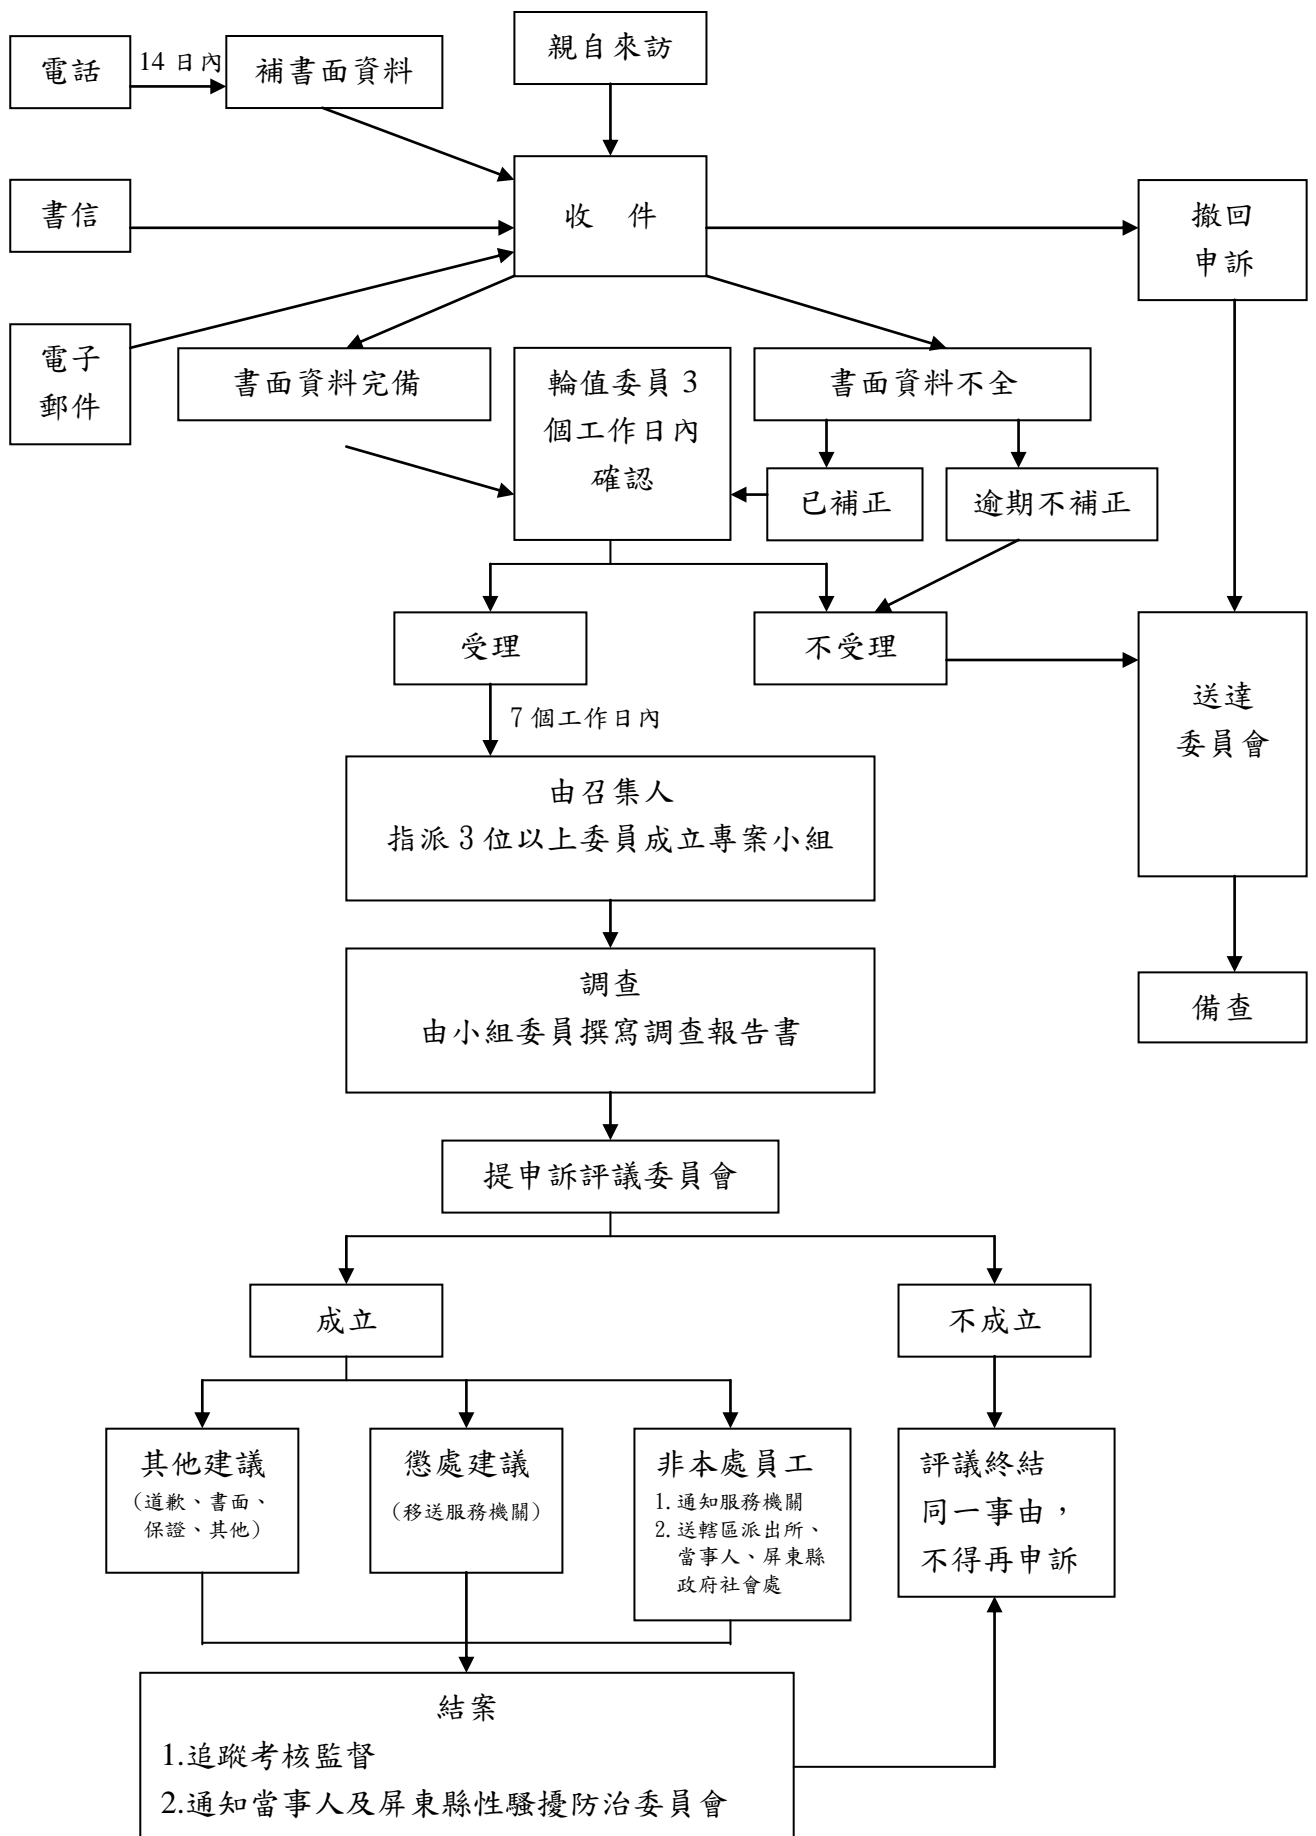 親自來訪
電話
14 日內
補書面資料
書信
收 件
撤回
申訴
電子
郵件
書面資料完備
輪值委員 3
個工作日內
確認
書面資料不全
已補正
逾期不補正
受理
不受理
送達
委員會
7 個工作日內
由召集人
指派 3 位以上委員成立專案小組
調查
由小組委員撰寫調查報告書
備查
提申訴評議委員會
成立
不成立
其他建議
(道歉、書面、
保證、其他)
懲處建議
(移送服務機關)
非本處員工
1. 通知服務機關
2. 送轄區派出所、
當事人、屏東縣
政府社會處
評議終結
同一事由，
不得再申訴
結案
1.追蹤考核監督
2.通知當事人及屏東縣性騷擾防治委員會